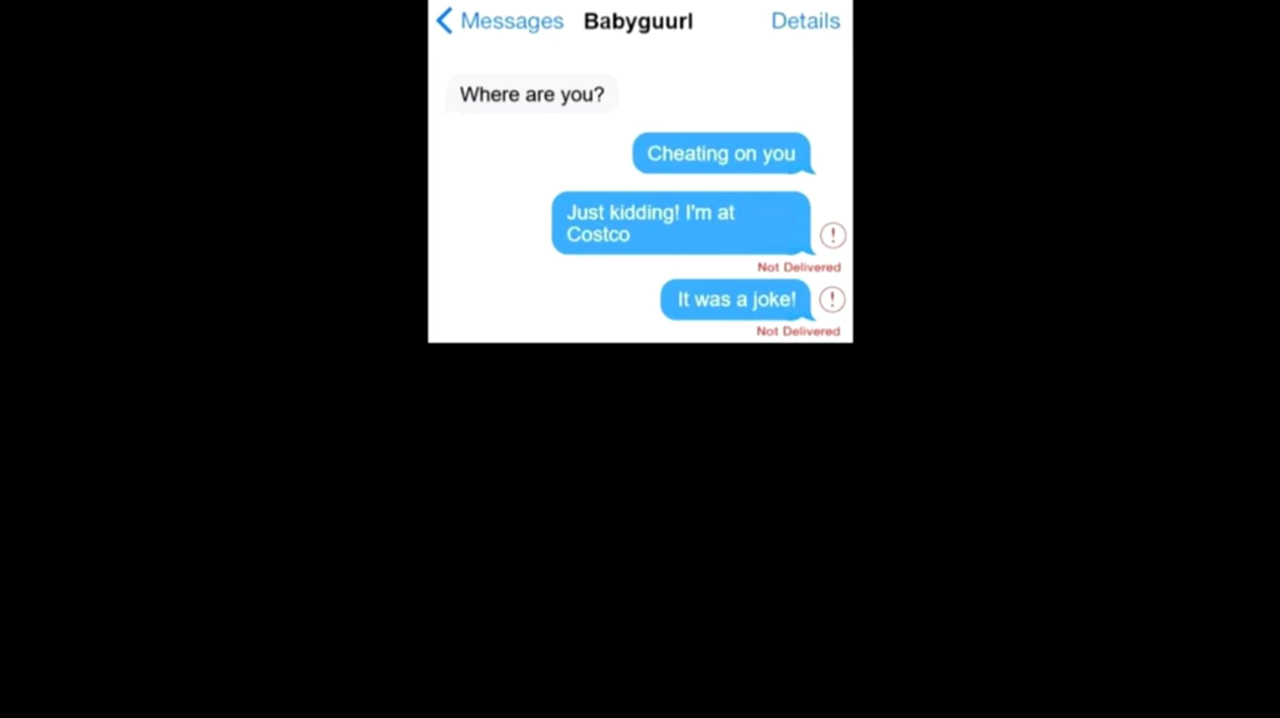 Messages Babyguurl Details
Where are you?
Cheating on you
Just kidding! I'm at
Costco
!
Not Delivered
It was a joke! !
Not Delivered